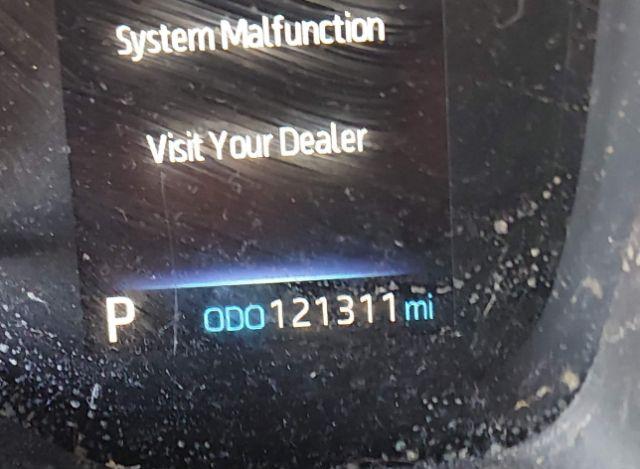 System Malfunction
Visit Your Dealer
P ODO 121311 mi